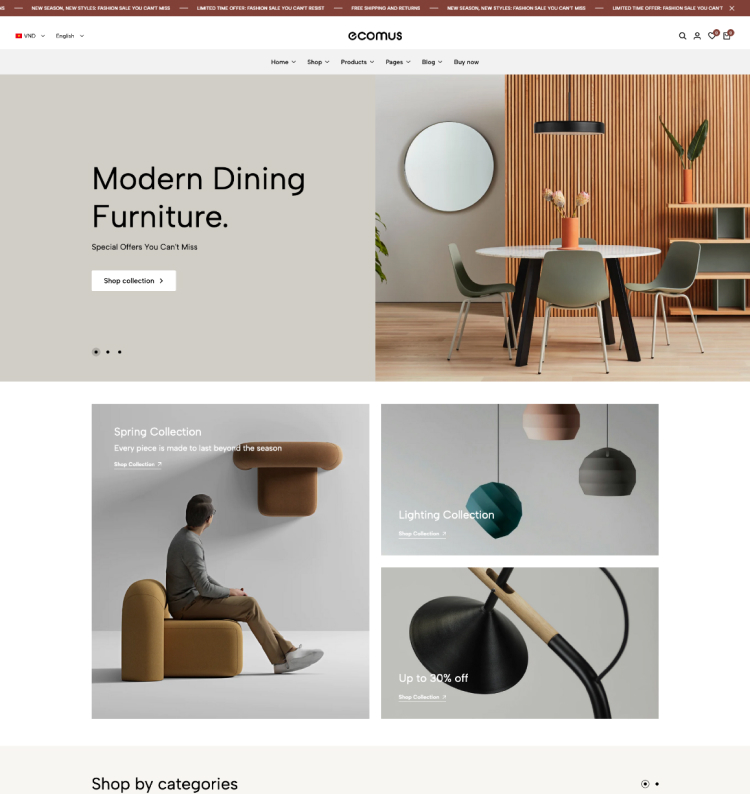 S — NEW SEASON, NEW STYLES: FASHION SALE YOU CAN'T MISS — LIMITED TIME OFFER: FASHION SALE YOU CAN'T RESIST — FREE SHIPPING AND RETURNS — NEW SEASON, NEW STYLES: FASHION SALE YOU CAN'T MISS — LIMITED TIME OFFER: FASHION SALE YOU CAN'T
VND English ecomus 0 0
Home Shop Products Pages Blog Buy now
Modern Dining
Furniture.
Special Offers You Can't Miss
Shop collection
Spring Collection
Every piece is made to last beyond the season
Shop Collection
Lighting Collection
Shop Collection
Up to 30% off
Shop Collection
Shop by categories